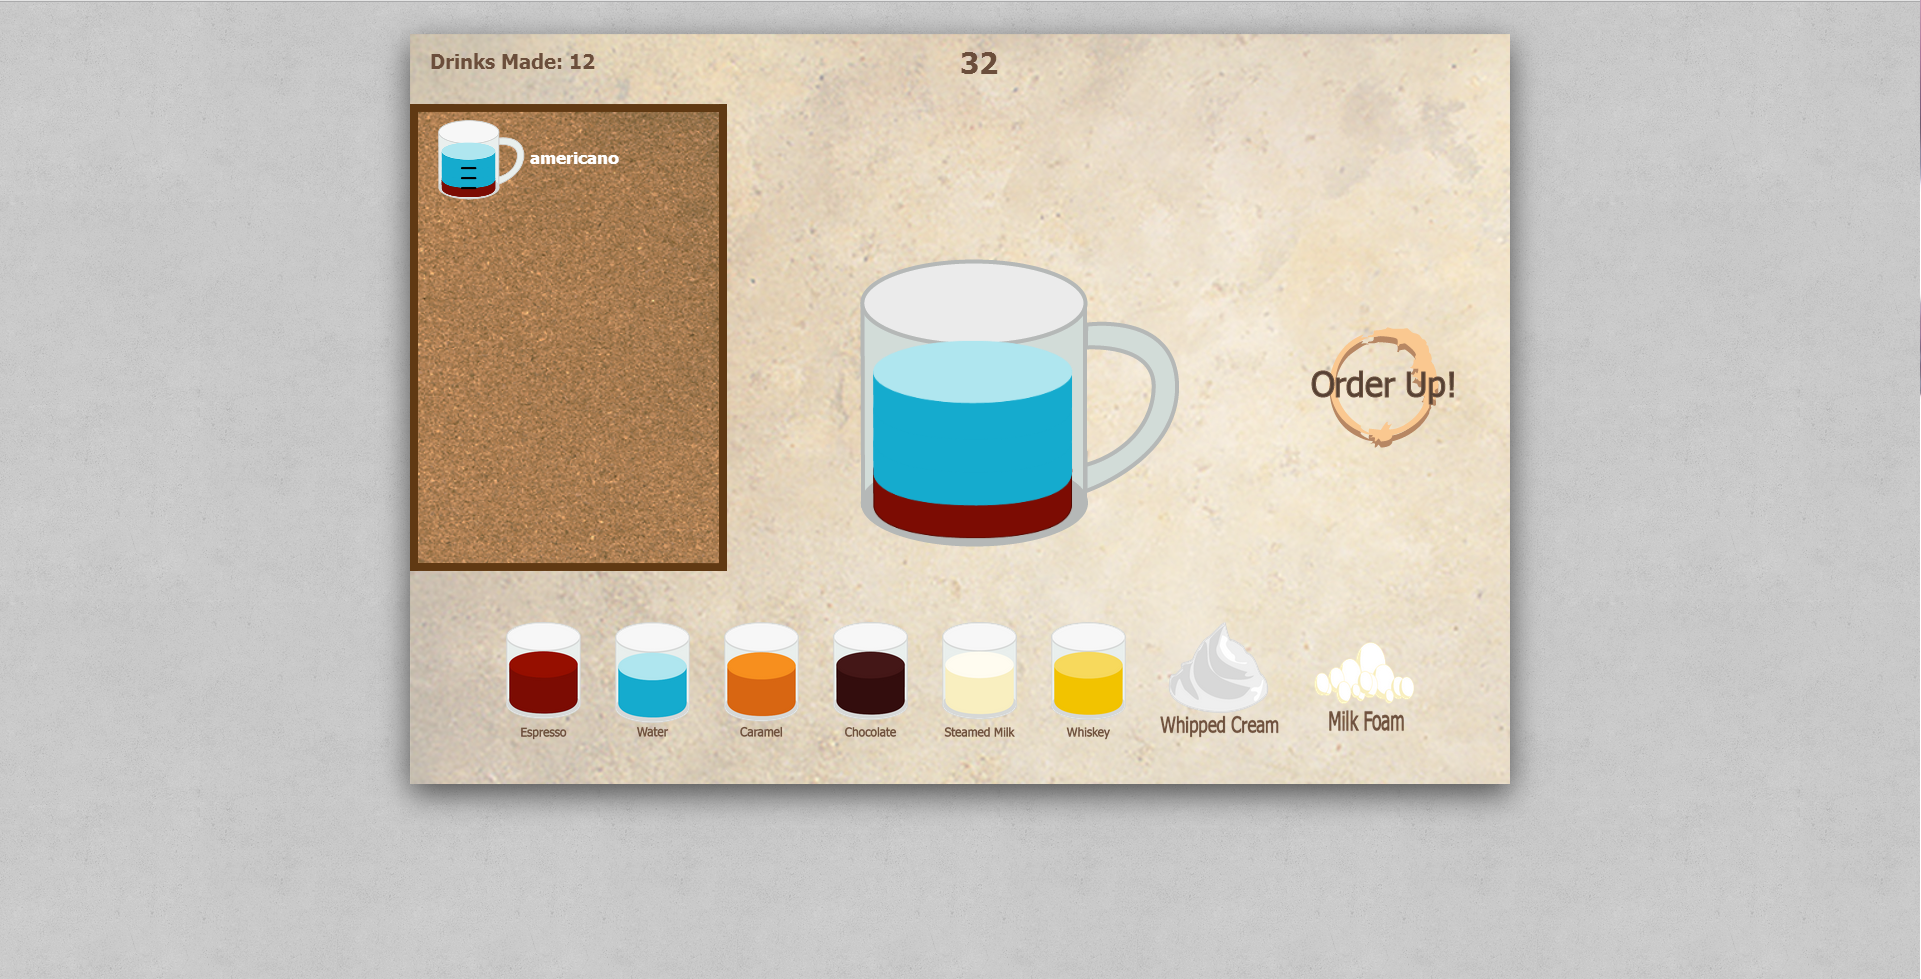 Drinks Made: 12
32
americano
Order Up!
Espresso
Water
Caramel
Chocolate
Steamed Milk
Whiskey
Whipped Cream
Milk Foam